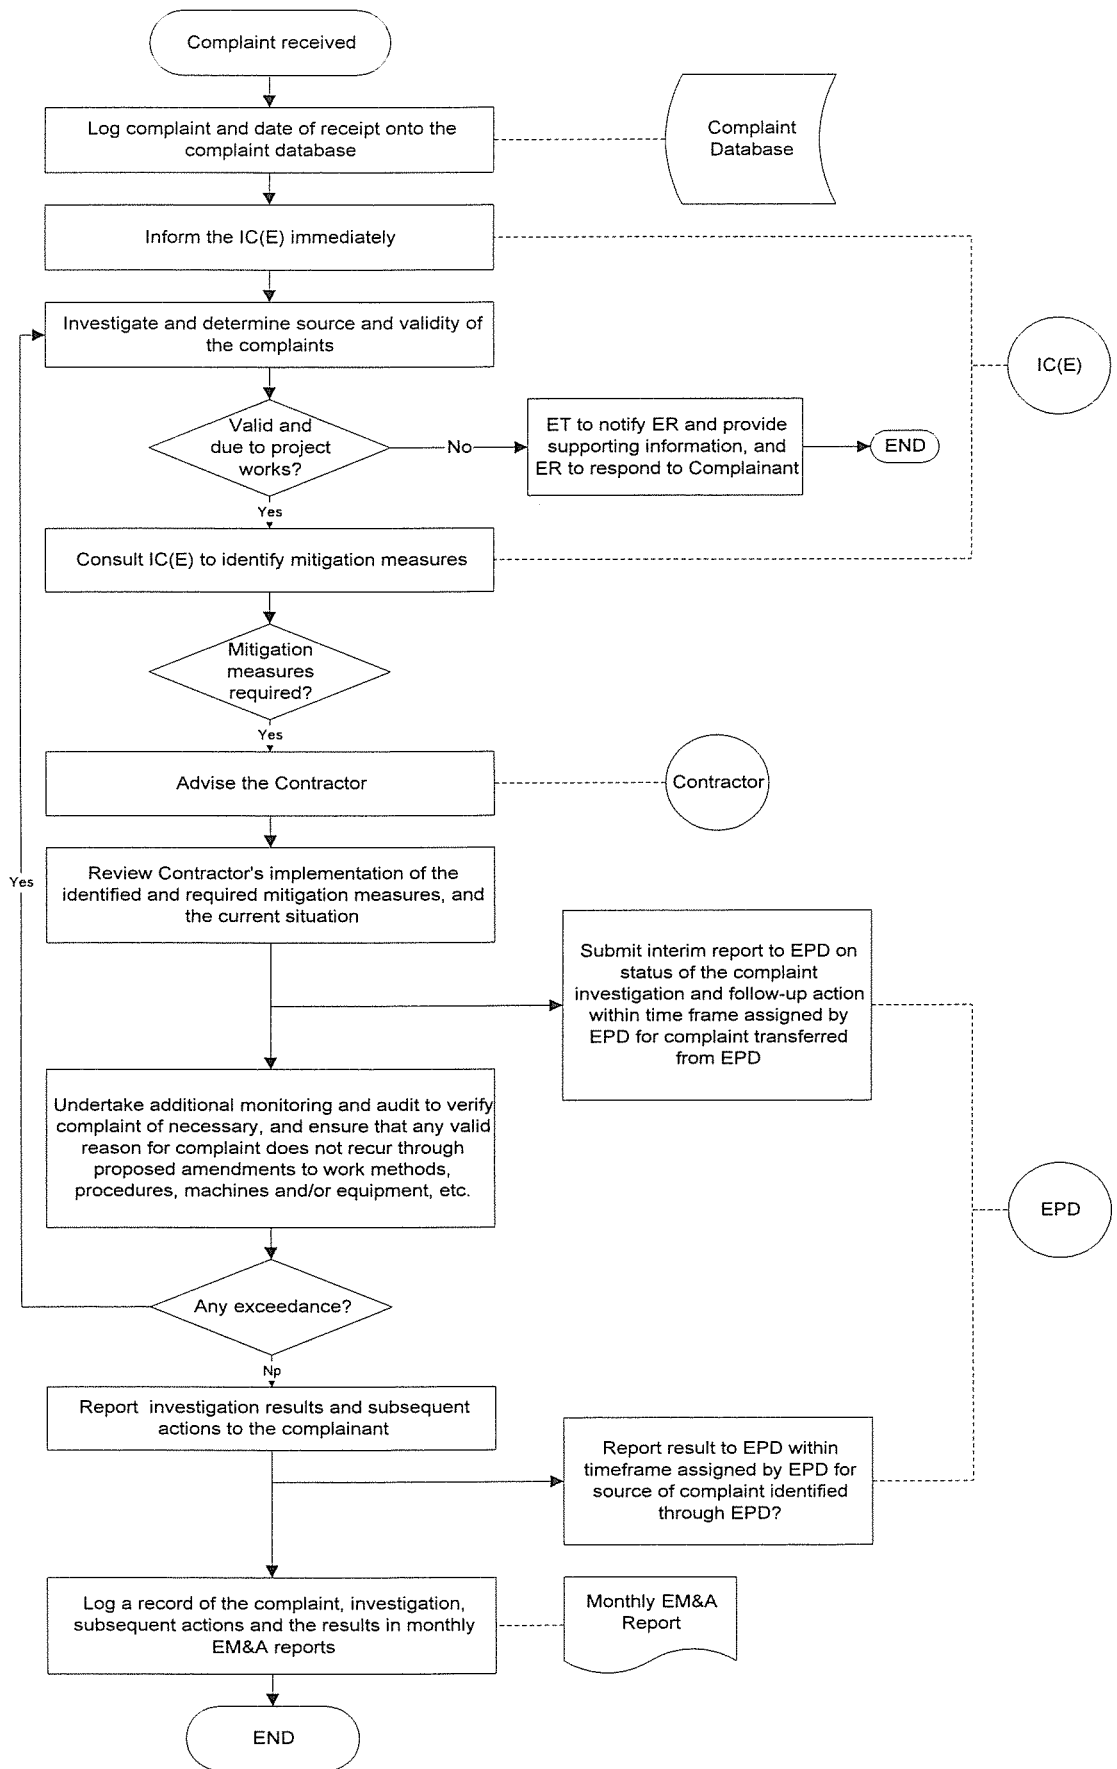 Complaint received
Log complaint and date of receipt onto the
complaint database
Complaint
Database
Inform the IC(E) immediately
Investigate and determine source and validity of
the complaints
IC(E)
Valid and
due to project
works?
No
ET to notify ER and provide
supporting information, and
ER to respond to Complainant
END
Yes
Consult IC(E) to identify mitigation measures
Mitigation
measures
required?
Yes
Advise the Contractor
Contractor
Review Contractor's implementation of the
identified and required mitigation measures, and
the current situation
Yes
Submit interim report to EPD on
status of the complaint
investigation and follow-up action
within time frame assigned by
EPD for complaint transferred
from EPD
Undertake additional monitoring and audit to verify
complaint of necessary, and ensure that any valid
reason for complaint does not recur through
proposed amendments to work methods,
procedures, machines and/or equipment, etc.
EPD
Any exceedance?
Np
Report investigation results and subsequent
actions to the complainant
Report result to EPD within
timeframe assigned by EPD for
source of complaint identified
through EPD?
Log a record of the complaint, investigation,
subsequent actions and the results in monthly
EM&A reports
Monthly EM&A
Report
END